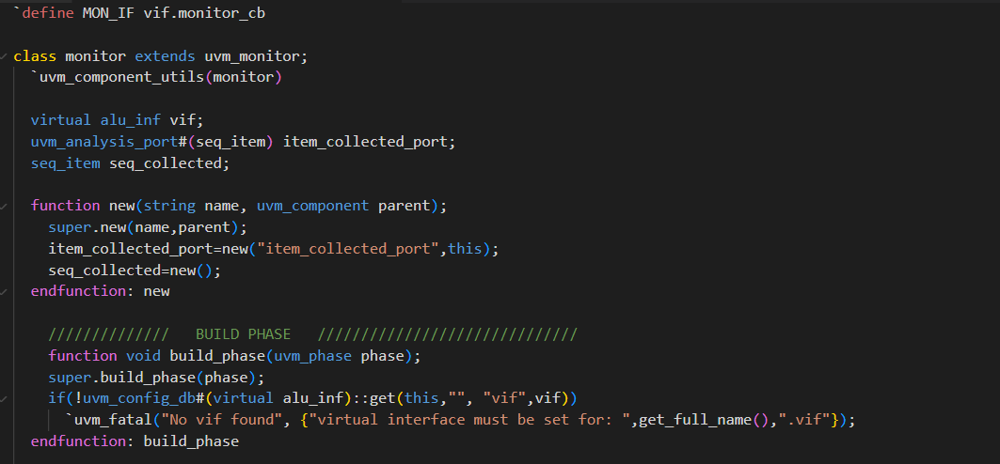 `define MON_IF vif.monitor_cb
class monitor extends uvm_monitor;
`uvm_component_utils(monitor)
virtual alu_inf vif;
uvm_analysis_port#(seq_item) item_collected_port;
seq_item seq_collected;
function new(string name, uvm_component parent);
super.new(name,parent);
item_collected_port=new("item_collected_port",this);
seq_collected=new();
endfunction: new
//////////////   BUILD PHASE   //////////////////////////////
function void build_phase(uvm_phase phase);
super.build_phase(phase);
if(!uvm_config_db#(virtual alu_inf)::get(this,"", "vif",vif))
`uvm_fatal("No vif found", {"virtual interface must be set for: ",get_full_name(),".vif"});
endfunction: build_phase